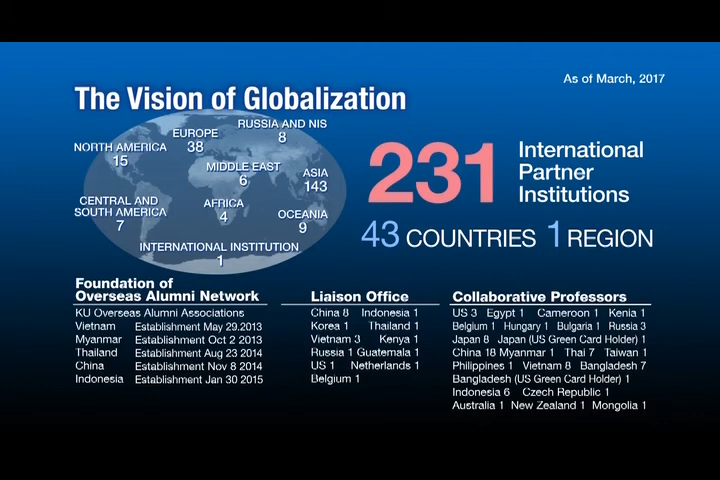 As of March, 2017
The Vision of Globalization
RUSSIA AND NIS
8
EUROPE
38
NORTH AMERICA
15
MIDDLE EAST
6
ASIA
143
CENTRAL AND
SOUTH AMERICA
7
AFRICA
4
OCEANIA
9
INTERNATIONAL INSTITUTION
1
231
International
Partner
Institutions
43 COUNTRIES 1 REGION
Foundation of
Overseas Alumni Network
KU Overseas Alumni Associations
Vietnam Establishment May 29.2013
Myanmar Establishment Oct 2 2013
Thailand Establishment Aug 23 2014
China Establishment Nov 8 2014
Indonesia Establishment Jan 30 2015
Liaison Office
China 8 Indonesia 1
Korea 1 Thailand 1
Vietnam 3 Kenya 1
Russia 1 Guatemala 1
US 1 Netherlands 1
Belgium 1
Collaborative Professors
US 3 Egypt 1 Cameroon 1 Kenia 1
Belgium 1 Hungary 1 Bulgaria 1 Russia 3
Japan 8 Japan (US Green Card Holder) 1
China 18 Myanmar 1 Thai 7 Taiwan 1
Philippines 1 Vietnam 8 Bangladesh 7
Bangladesh (US Green Card Holder) 1
Indonesia 6 Czech Republic 1
Australia 1 New Zealand 1 Mongolia 1